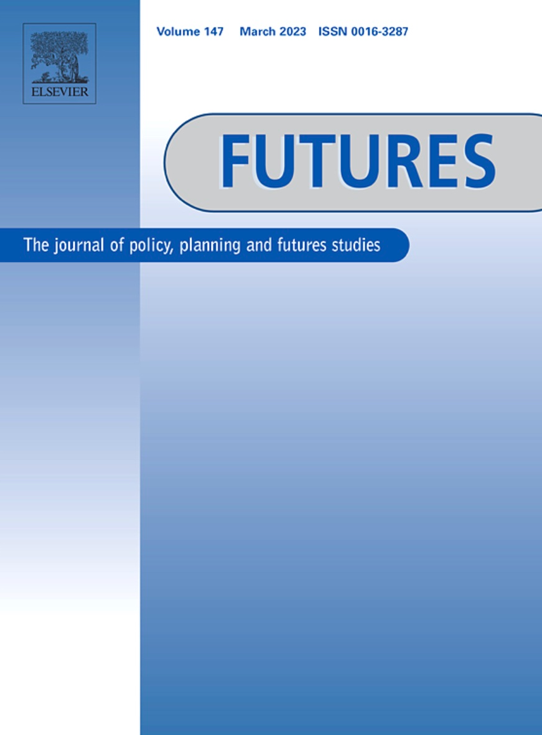 Volume 147 March 2023 ISSN 0016-3287
ELSEVIER
FUTURES
The journal of policy, planning and futures studies